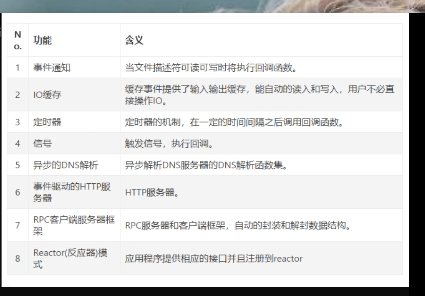 No. 功能 含义
1 事件通知 当文件描述符可读可写时将执行回调函数。
2 IO缓存 缓存事件提供了输入输出缓存，能自动的读入和写入，用户不必直接操作IO。
3 定时器 定时器的机制，在一定的时间间隔之后调用回调函数。
4 信号 触发信号，执行回调。
5 异步的DNS解析 异步解析DNS服务器的DNS解析函数集。
6 事件驱动的HTTP服务器 HTTP服务器。
7 RPC客户端服务器框架 RPC服务器和客户端框架，自动的封装和解封数据结构。
8 Reactor(反应器)模式 应用程序提供相应的接口并且注册到reactor